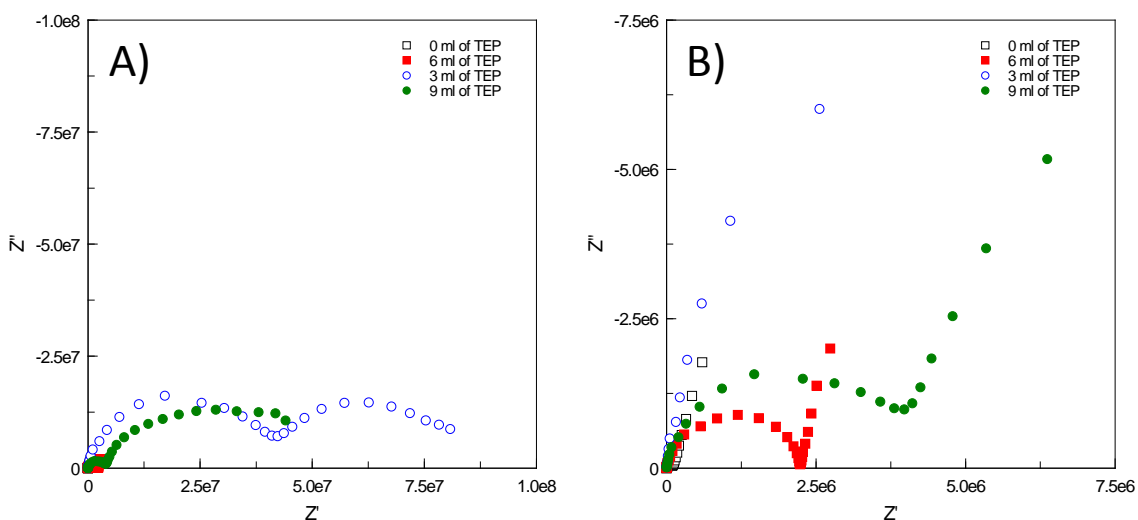 A)
0 ml of TEP
6 ml of TEP
3 ml of TEP
9 ml of TEP
-1.0e8
-7.5e7
-5.0e7
-2.5e7
0
Z''
0
2.5e7
5.0e7
7.5e7
1.0e8
Z'
B)
0 ml of TEP
6 ml of TEP
3 ml of TEP
9 ml of TEP
-7.5e6
-5.0e6
-2.5e6
0
Z''
0
2.5e6
5.0e6
7.5e6
Z'